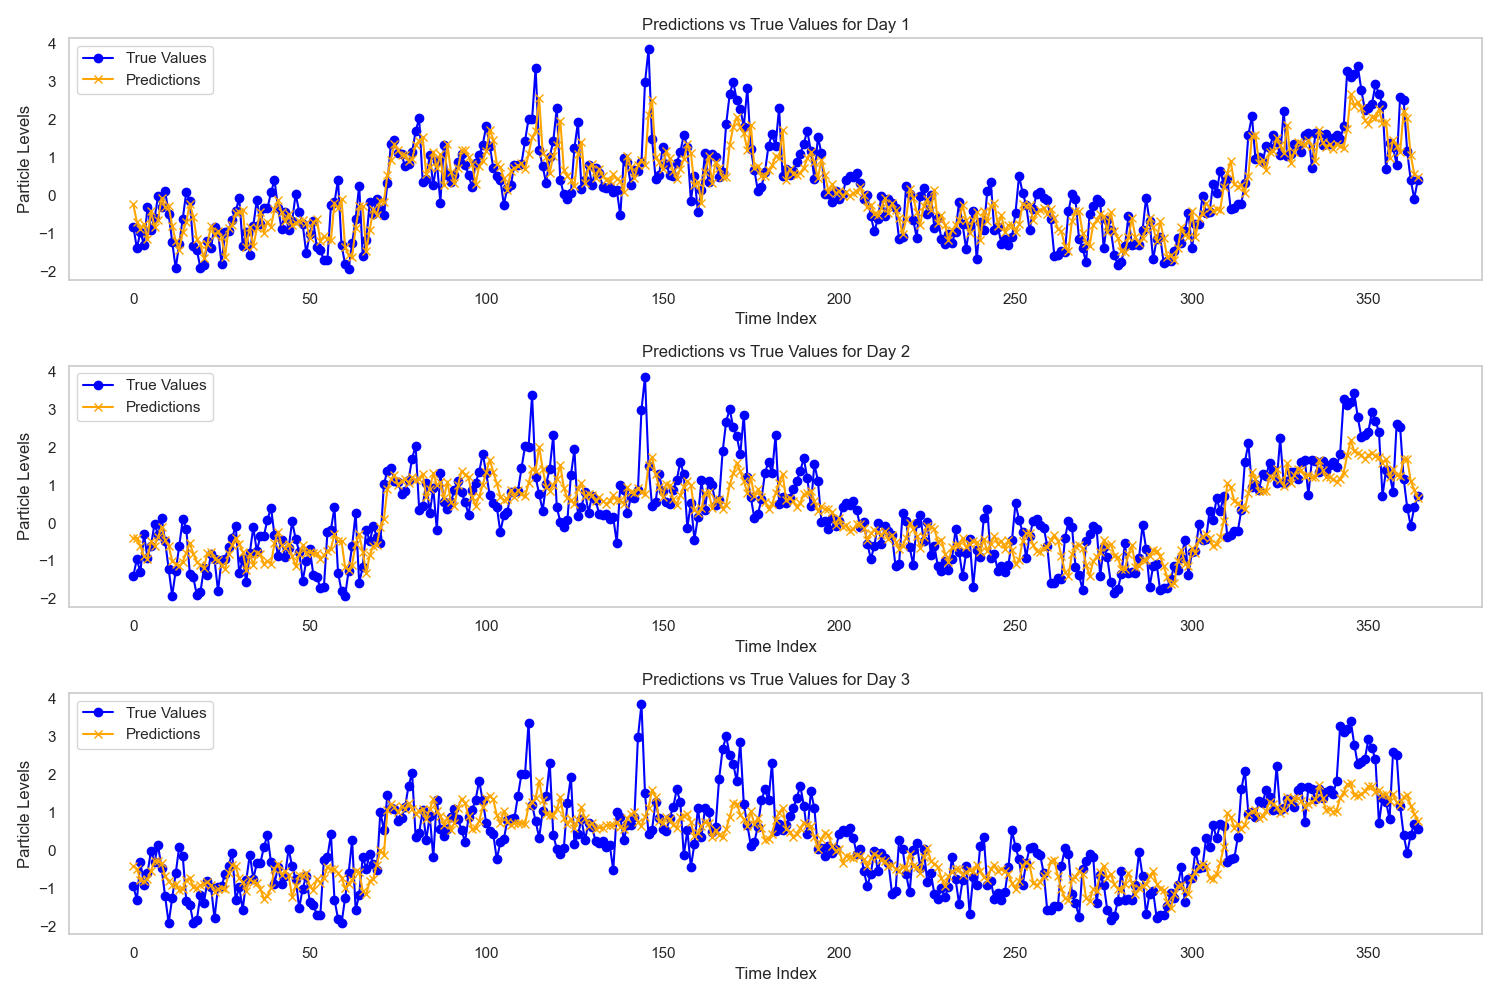 Predictions vs True Values for Day 1
True Values
Predictions
Particle Levels
4
3
2
1
0
−1
−2
0 50 100 150 200 250 300 350
Time Index
Predictions vs True Values for Day 2
True Values
Predictions
Particle Levels
4
3
2
1
0
−1
−2
0 50 100 150 200 250 300 350
Time Index
Predictions vs True Values for Day 3
True Values
Predictions
Particle Levels
4
3
2
1
0
−1
−2
0 50 100 150 200 250 300 350
Time Index